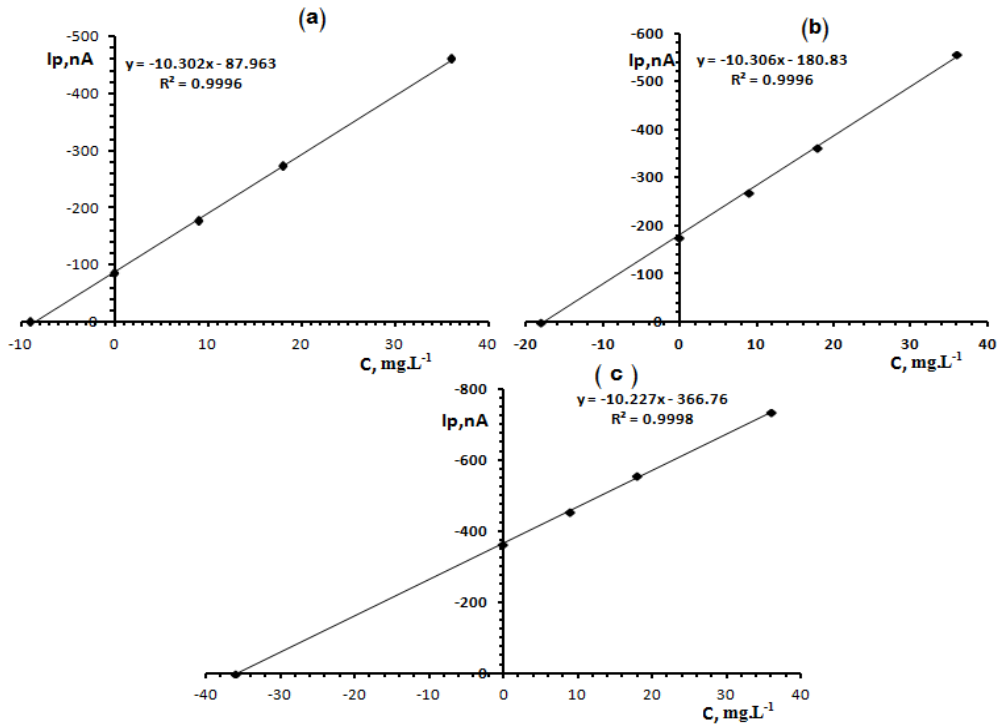 (a)
Ip,nA
y = -10.302x - 87.963
R² = 0.9996
-500
-400
-300
-200
-100
0
-10 0 10 20 30 40
C, mg.L⁻¹
(b)
Ip,nA
y = -10.306x - 180.83
R² = 0.9996
-600
-500
-400
-300
-200
-100
0
-20 -10 0 10 20 30 40
C, mg.L⁻¹
(c)
Ip,nA
y = -10.227x - 366.76
R² = 0.9998
-800
-600
-400
-200
0
-40 -30 -20 -10 0 10 20 30 40
C, mg.L⁻¹